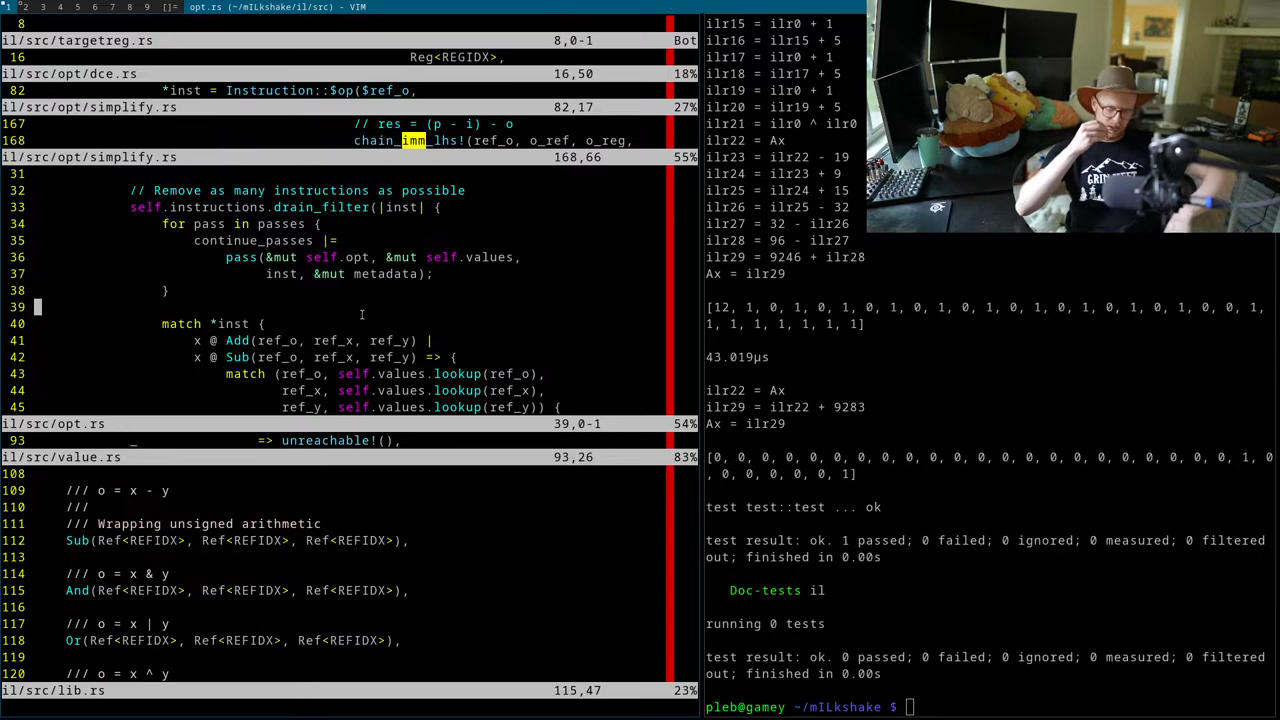 1 2 3 4 5 6 7 8 9 []= opt.rs (~/mILkshake/il/src) - VIM
8
il/src/targetreg.rs 8,0-1 Bot
16 Reg<REGIDX>,
il/src/opt/dce.rs 16,50 18%
82 *inst = Instruction::$op($ref_o,
il/src/opt/simplify.rs 82,17 27%
167 // res = (p - i) - o
168 chain_imm_lhs!(ref_o, o_ref, o_reg,
il/src/opt/simplify.rs 168,66 55%
31
32 // Remove as many instructions as possible
33 self.instructions.drain_filter(|inst| {
34 for pass in passes {
35 continue_passes |=
36 pass(&mut self.opt, &mut self.values,
37 inst, &mut metadata);
38 }
39
40 match *inst {
41 x @ Add(ref_o, ref_x, ref_y) |
42 x @ Sub(ref_o, ref_x, ref_y) => {
43 match (ref_o, self.values.lookup(ref_o),
44 ref_x, self.values.lookup(ref_x),
45 ref_y, self.values.lookup(ref_y)) {
il/src/opt.rs 39,0-1 54%
93 _ => unreachable!(),
il/src/value.rs 93,26 83%
108
109 /// o = x - y
110 ///
111 /// Wrapping unsigned arithmetic
112 Sub(Ref<REFIDX>, Ref<REFIDX>, Ref<REFIDX>),
113
114 /// o = x & y
115 And(Ref<REFIDX>, Ref<REFIDX>, Ref<REFIDX>),
116
117 /// o = x | y
118 Or(Ref<REFIDX>, Ref<REFIDX>, Ref<REFIDX>),
119
120 /// o = x ^ y
il/src/lib.rs 115,47 23%
ilr15 = ilr0 + 1
ilr16 = ilr15 + 5
ilr17 = ilr0 + 1
ilr18 = ilr17 + 5
ilr19 = ilr0 + 1
ilr20 = ilr19 + 5
ilr21 = ilr0 ^ ilr0
ilr22 = Ax
ilr23 = ilr22 - 19
ilr24 = ilr23 + 9
ilr25 = ilr24 + 15
ilr26 = ilr25 - 32
ilr27 = 32 - ilr26
ilr28 = 96 - ilr27
ilr29 = 9246 + ilr28
Ax = ilr29
[12, 1, 0, 1, 0, 1, 0, 1, 0, 1, 0, 1, 0, 1, 0, 1, 0, 1, 0, 1, 0, 0, 1,
1, 1, 1, 1, 1, 1, 1]
43.019µs
ilr22 = Ax
ilr29 = ilr22 + 9283
Ax = ilr29
[0, 0, 0, 0, 0, 0, 0, 0, 0, 0, 0, 0, 0, 0, 0, 0, 0, 0, 0, 0, 0, 0, 1, 0
, 0, 0, 0, 0, 0, 1]
test test::test ... ok
test result: ok. 1 passed; 0 failed; 0 ignored; 0 measured; 0 filtered
out; finished in 0.00s
Doc-tests il
running 0 tests
test result: ok. 0 passed; 0 failed; 0 ignored; 0 measured; 0 filtered
out; finished in 0.00s
pleb@gamey ~/mILkshake $